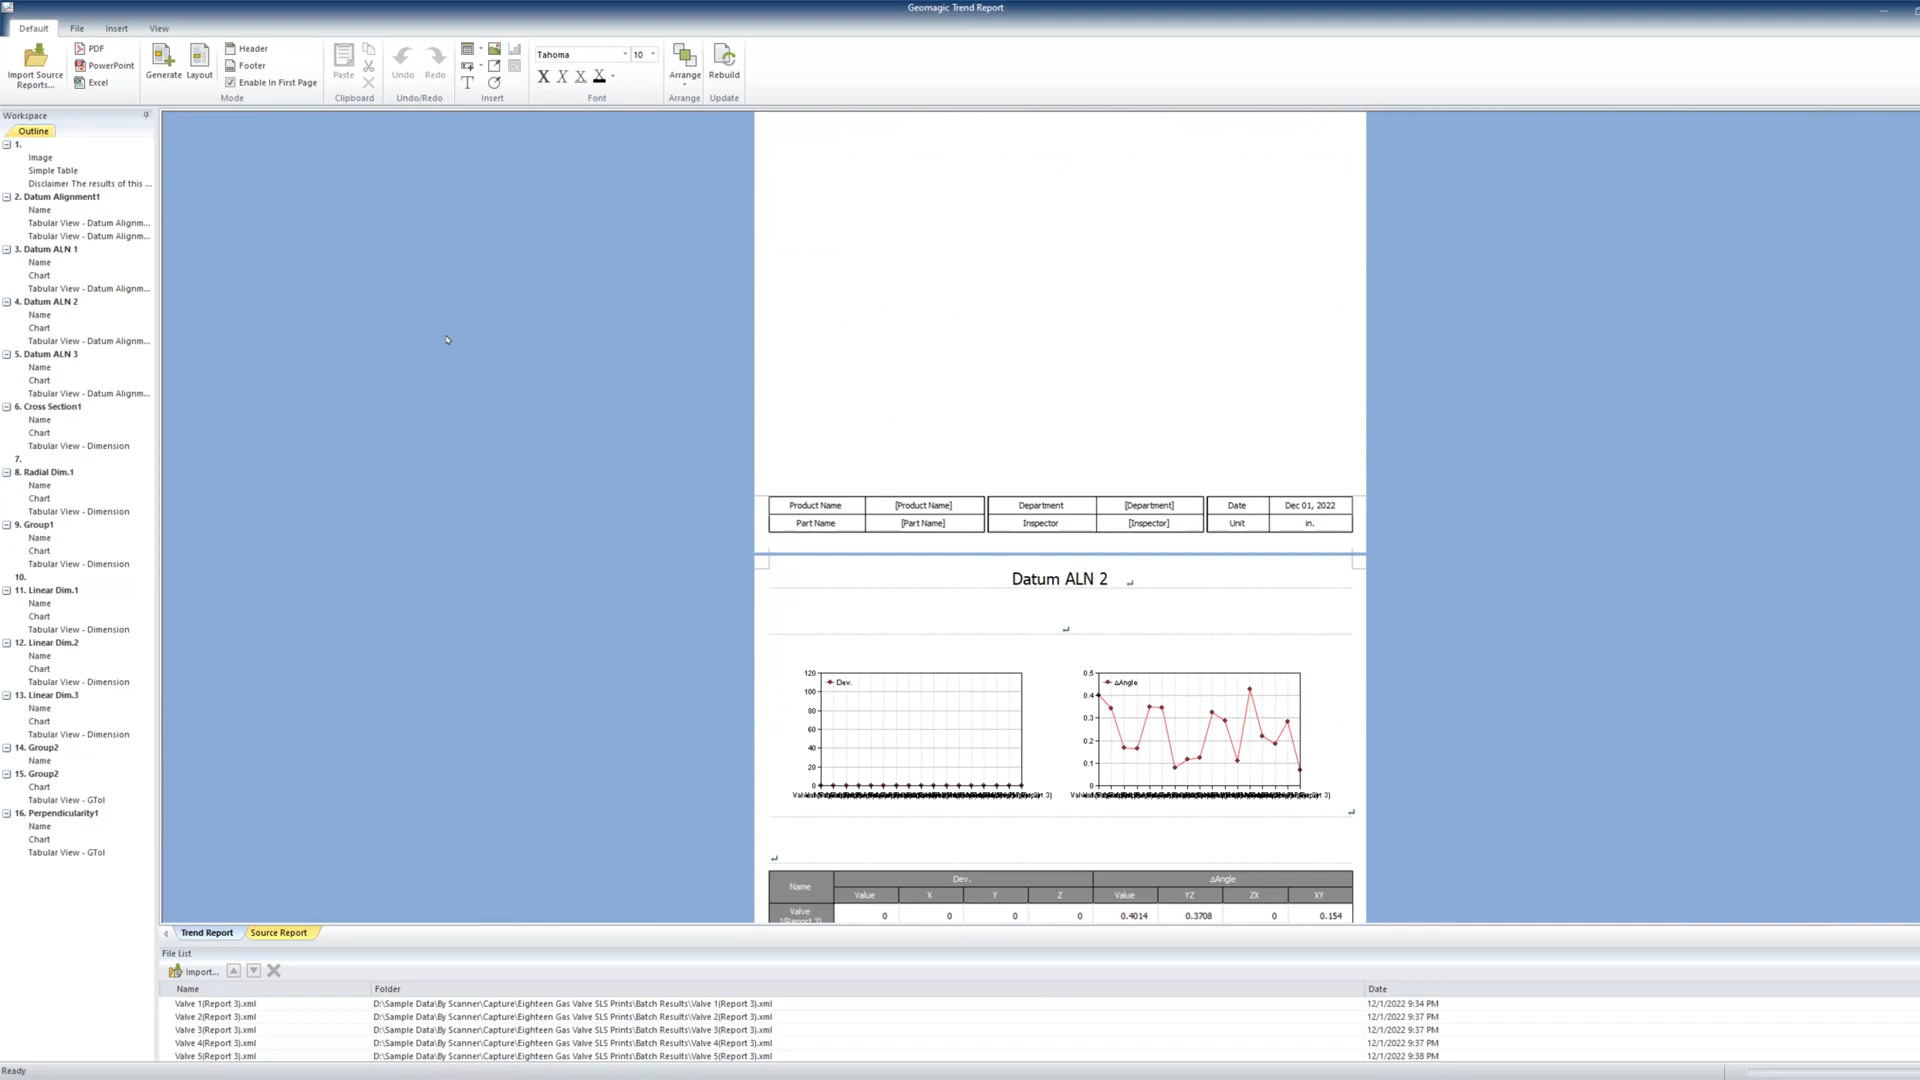 Geomagic Trend Report
Default File Insert View
Import Source Reports...
PDF
PowerPoint
Excel
Generate
Layout
Header
Footer
Enable In First Page
Mode
Paste
Clipboard
Undo
Redo
Undo/Redo
Insert
Tahoma 10
Font
Arrange
Arrange
Rebuild
Update
Workspace
Outline
1.
Image
Simple Table
Disclaimer The results of this ...
2. Datum Alignment1
Name
Tabular View - Datum Alignm...
Tabular View - Datum Alignm...
3. Datum ALN 1
Name
Chart
Tabular View - Datum Alignm...
4. Datum ALN 2
Name
Chart
Tabular View - Datum Alignm...
5. Datum ALN 3
Name
Chart
Tabular View - Datum Alignm...
6. Cross Section1
Name
Chart
Tabular View - Dimension
7.
8. Radial Dim.1
Name
Chart
Tabular View - Dimension
9. Group1
Name
Chart
Tabular View - Dimension
10.
11. Linear Dim.1
Name
Chart
Tabular View - Dimension
12. Linear Dim.2
Name
Chart
Tabular View - Dimension
13. Linear Dim.3
Name
Chart
Tabular View - Dimension
14. Group2
Name
15. Group2
Chart
Tabular View - GTol
16. Perpendicularity1
Name
Chart
Tabular View - GTol
Product Name [Product Name] Department [Department] Date Dec 01, 2022
Part Name [Part Name] Inspector [Inspector] Unit in.
Datum ALN 2
120
100
80
60
40
20
0
Dev.
0.5
0.4
0.3
0.2
0.1
0
ΔAngle
Name Dev. ΔAngle
Value X Y Z Value YZ ZX XY
Valve 1(Report 3) 0 0 0 0 0.4014 0.3708 0 0.154
Trend Report Source Report
File List
Import...
Name Folder Date
Valve 1(Report 3).xml D:\Sample Data\By Scanner\Capture\Eighteen Gas Valve SLS Prints\Batch Results\Valve 1(Report 3).xml 12/1/2022 9:34 PM
Valve 2(Report 3).xml D:\Sample Data\By Scanner\Capture\Eighteen Gas Valve SLS Prints\Batch Results\Valve 2(Report 3).xml 12/1/2022 9:37 PM
Valve 3(Report 3).xml D:\Sample Data\By Scanner\Capture\Eighteen Gas Valve SLS Prints\Batch Results\Valve 3(Report 3).xml 12/1/2022 9:37 PM
Valve 4(Report 3).xml D:\Sample Data\By Scanner\Capture\Eighteen Gas Valve SLS Prints\Batch Results\Valve 4(Report 3).xml 12/1/2022 9:37 PM
Valve 5(Report 3).xml D:\Sample Data\By Scanner\Capture\Eighteen Gas Valve SLS Prints\Batch Results\Valve 5(Report 3).xml 12/1/2022 9:38 PM
Ready